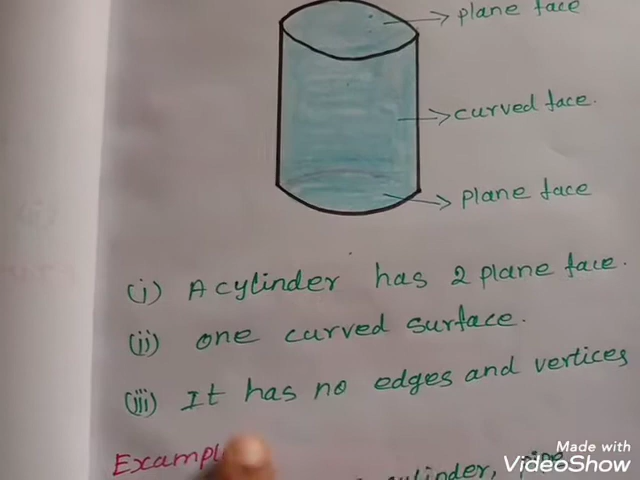 plane face
curved face.
plane face
(i) A cylinder has 2 plane face.
(ii) one curved surface.
(iii) It has no edges and vertices
Exampl
cylinder,
Made with
VideoShow